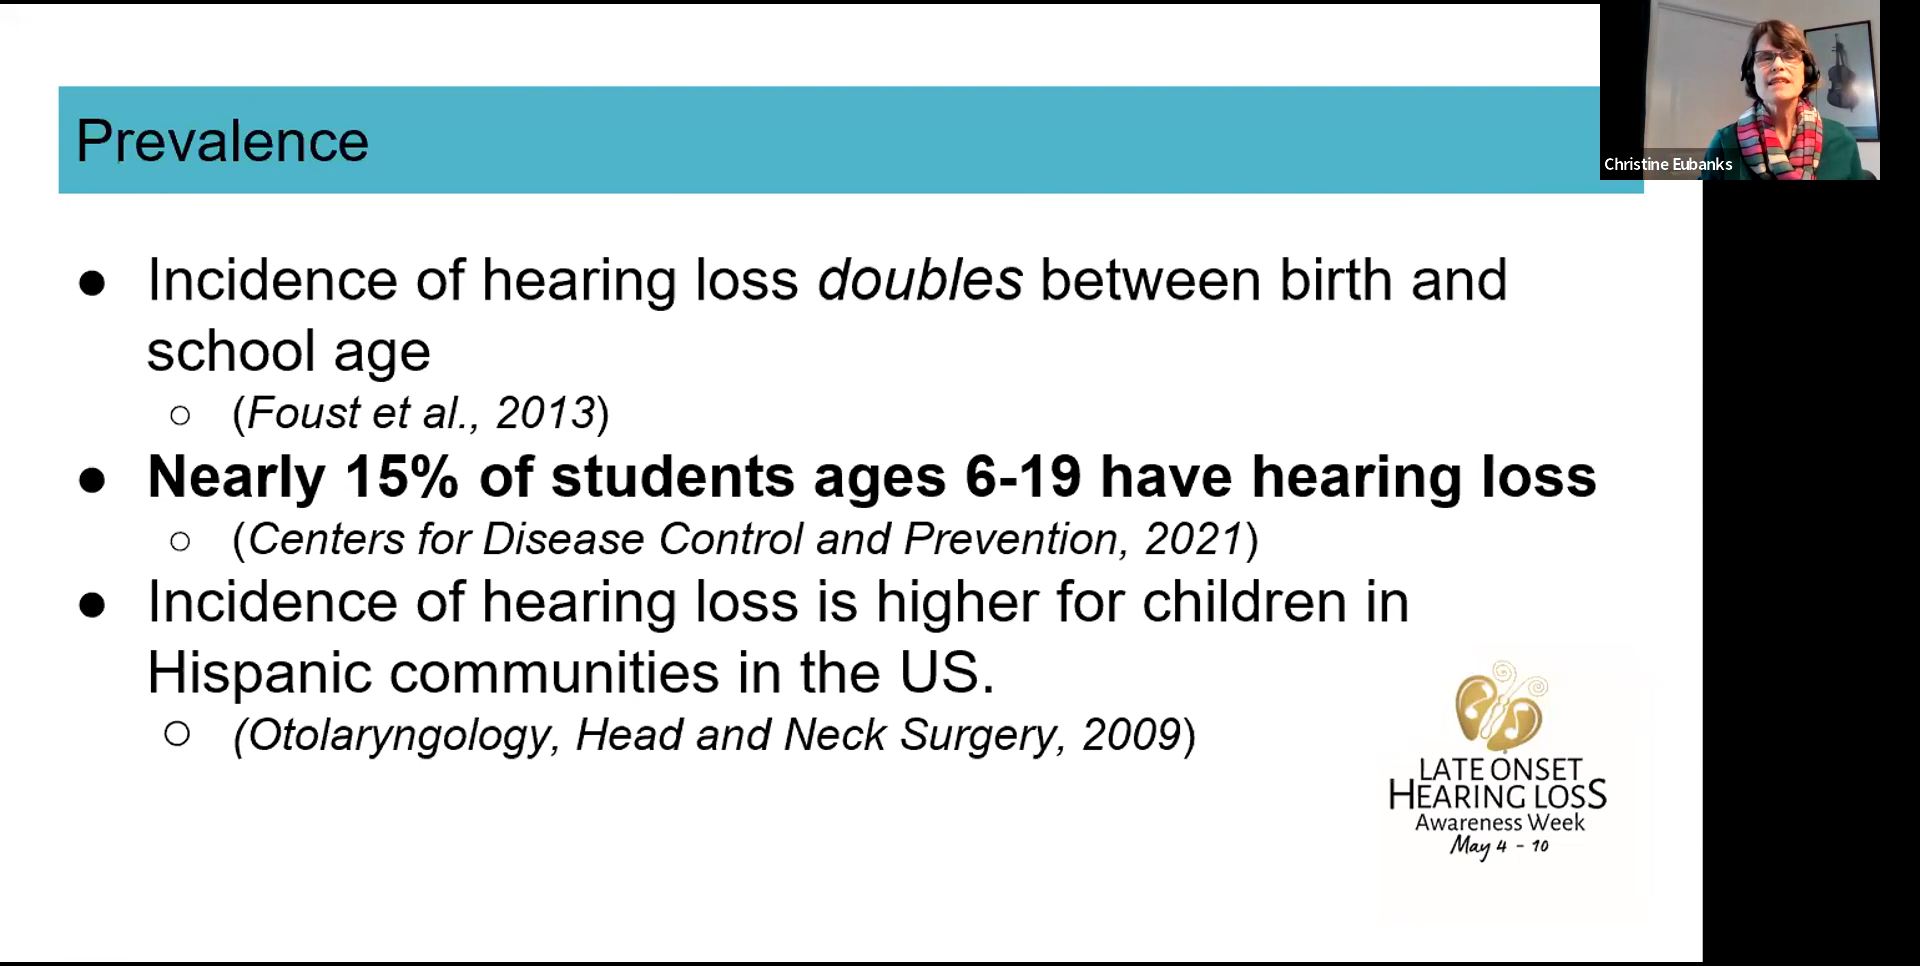 Prevalence
Christine Eubanks
● Incidence of hearing loss doubles between birth and
school age
○ (Foust et al., 2013)
● Nearly 15% of students ages 6-19 have hearing loss
○ (Centers for Disease Control and Prevention, 2021)
● Incidence of hearing loss is higher for children in
Hispanic communities in the US.
○ (Otolaryngology, Head and Neck Surgery, 2009)
LATE ONSET
HEARING LOSS
Awareness Week
May 4 - 10